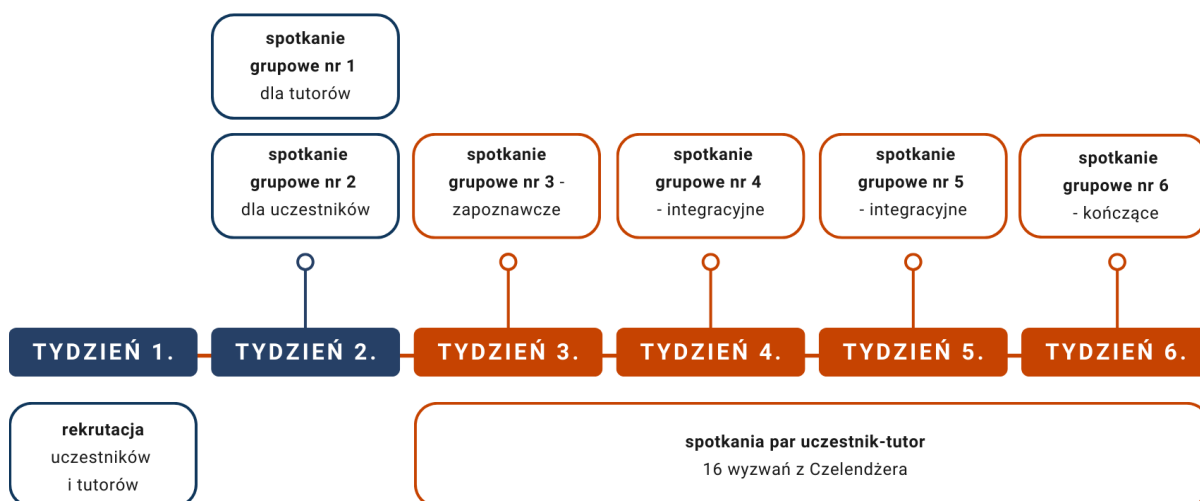 spotkanie
grupowe nr 1
dla tutorów
spotkanie
grupowe nr 2
dla uczestników
spotkanie
grupowe nr 3 -
zapoznawcze
spotkanie
grupowe nr 4
- integracyjne
spotkanie
grupowe nr 5
- integracyjne
spotkanie
grupowe nr 6
- kończące
TYDZIEŃ 1.
TYDZIEŃ 2.
TYDZIEŃ 3.
TYDZIEŃ 4.
TYDZIEŃ 5.
TYDZIEŃ 6.
rekrutacja
uczestników
i tutorów
spotkania par uczestnik-tutor
16 wyzwań z Czelendżera